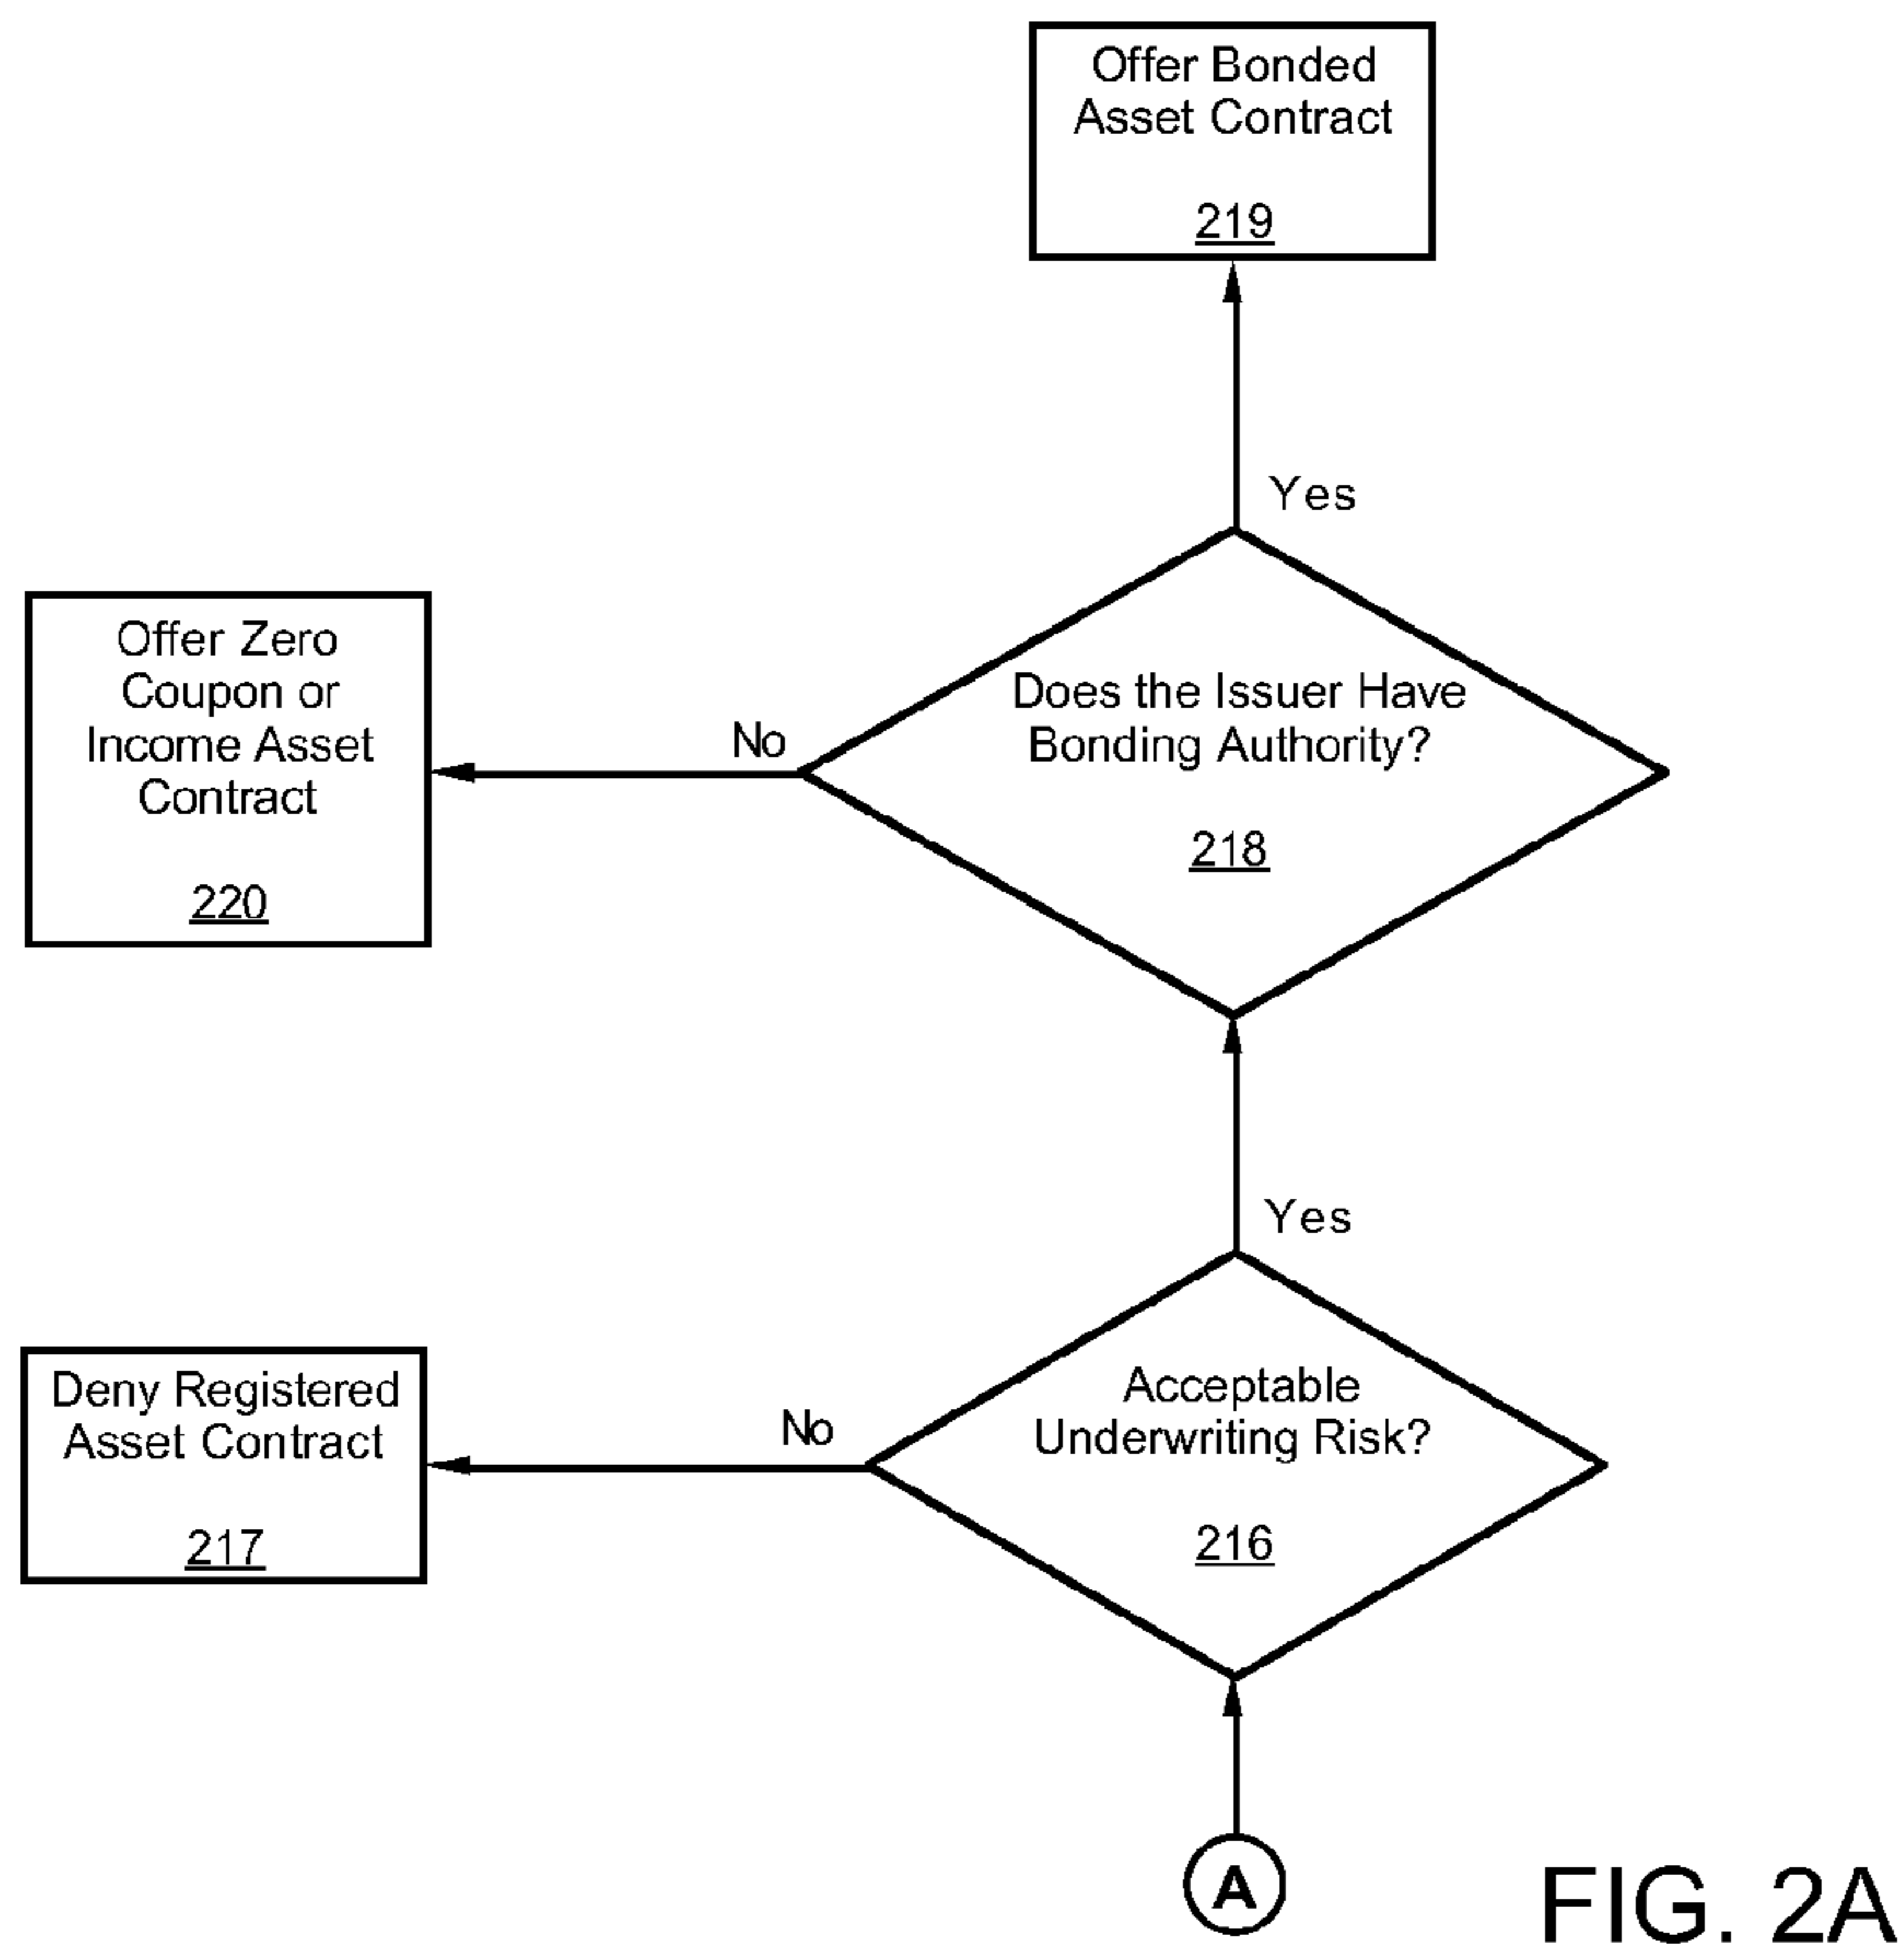 Offer Bonded
Asset Contract
219
Yes
Offer Zero
Coupon or
Income Asset
Contract
220
No
Does the Issuer Have
Bonding Authority?
218
Yes
Deny Registered
Asset Contract
217
No
Acceptable
Underwriting Risk?
216
A
FIG. 2A